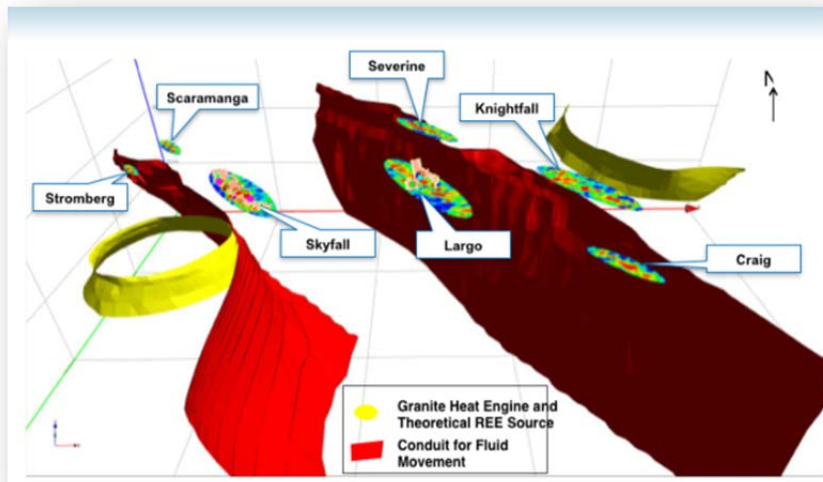 Severine
N
Scaramanga
Knightfall
Stromberg
Skyfall
Largo
Craig
Granite Heat Engine and
Theoretical REE Source
Conduit for Fluid
Movement